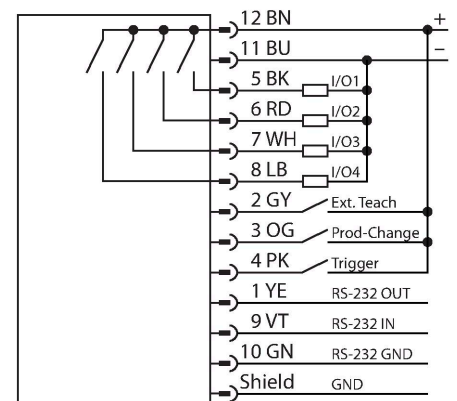 12 BN +
11 BU −
5 BK I/O1
6 RD I/O2
7 WH I/O3
8 LB I/O4
2 GY Ext. Teach
3 OG Prod-Change
4 PK Trigger
1 YE RS-232 OUT
9 VT RS-232 IN
10 GN RS-232 GND
Shield GND